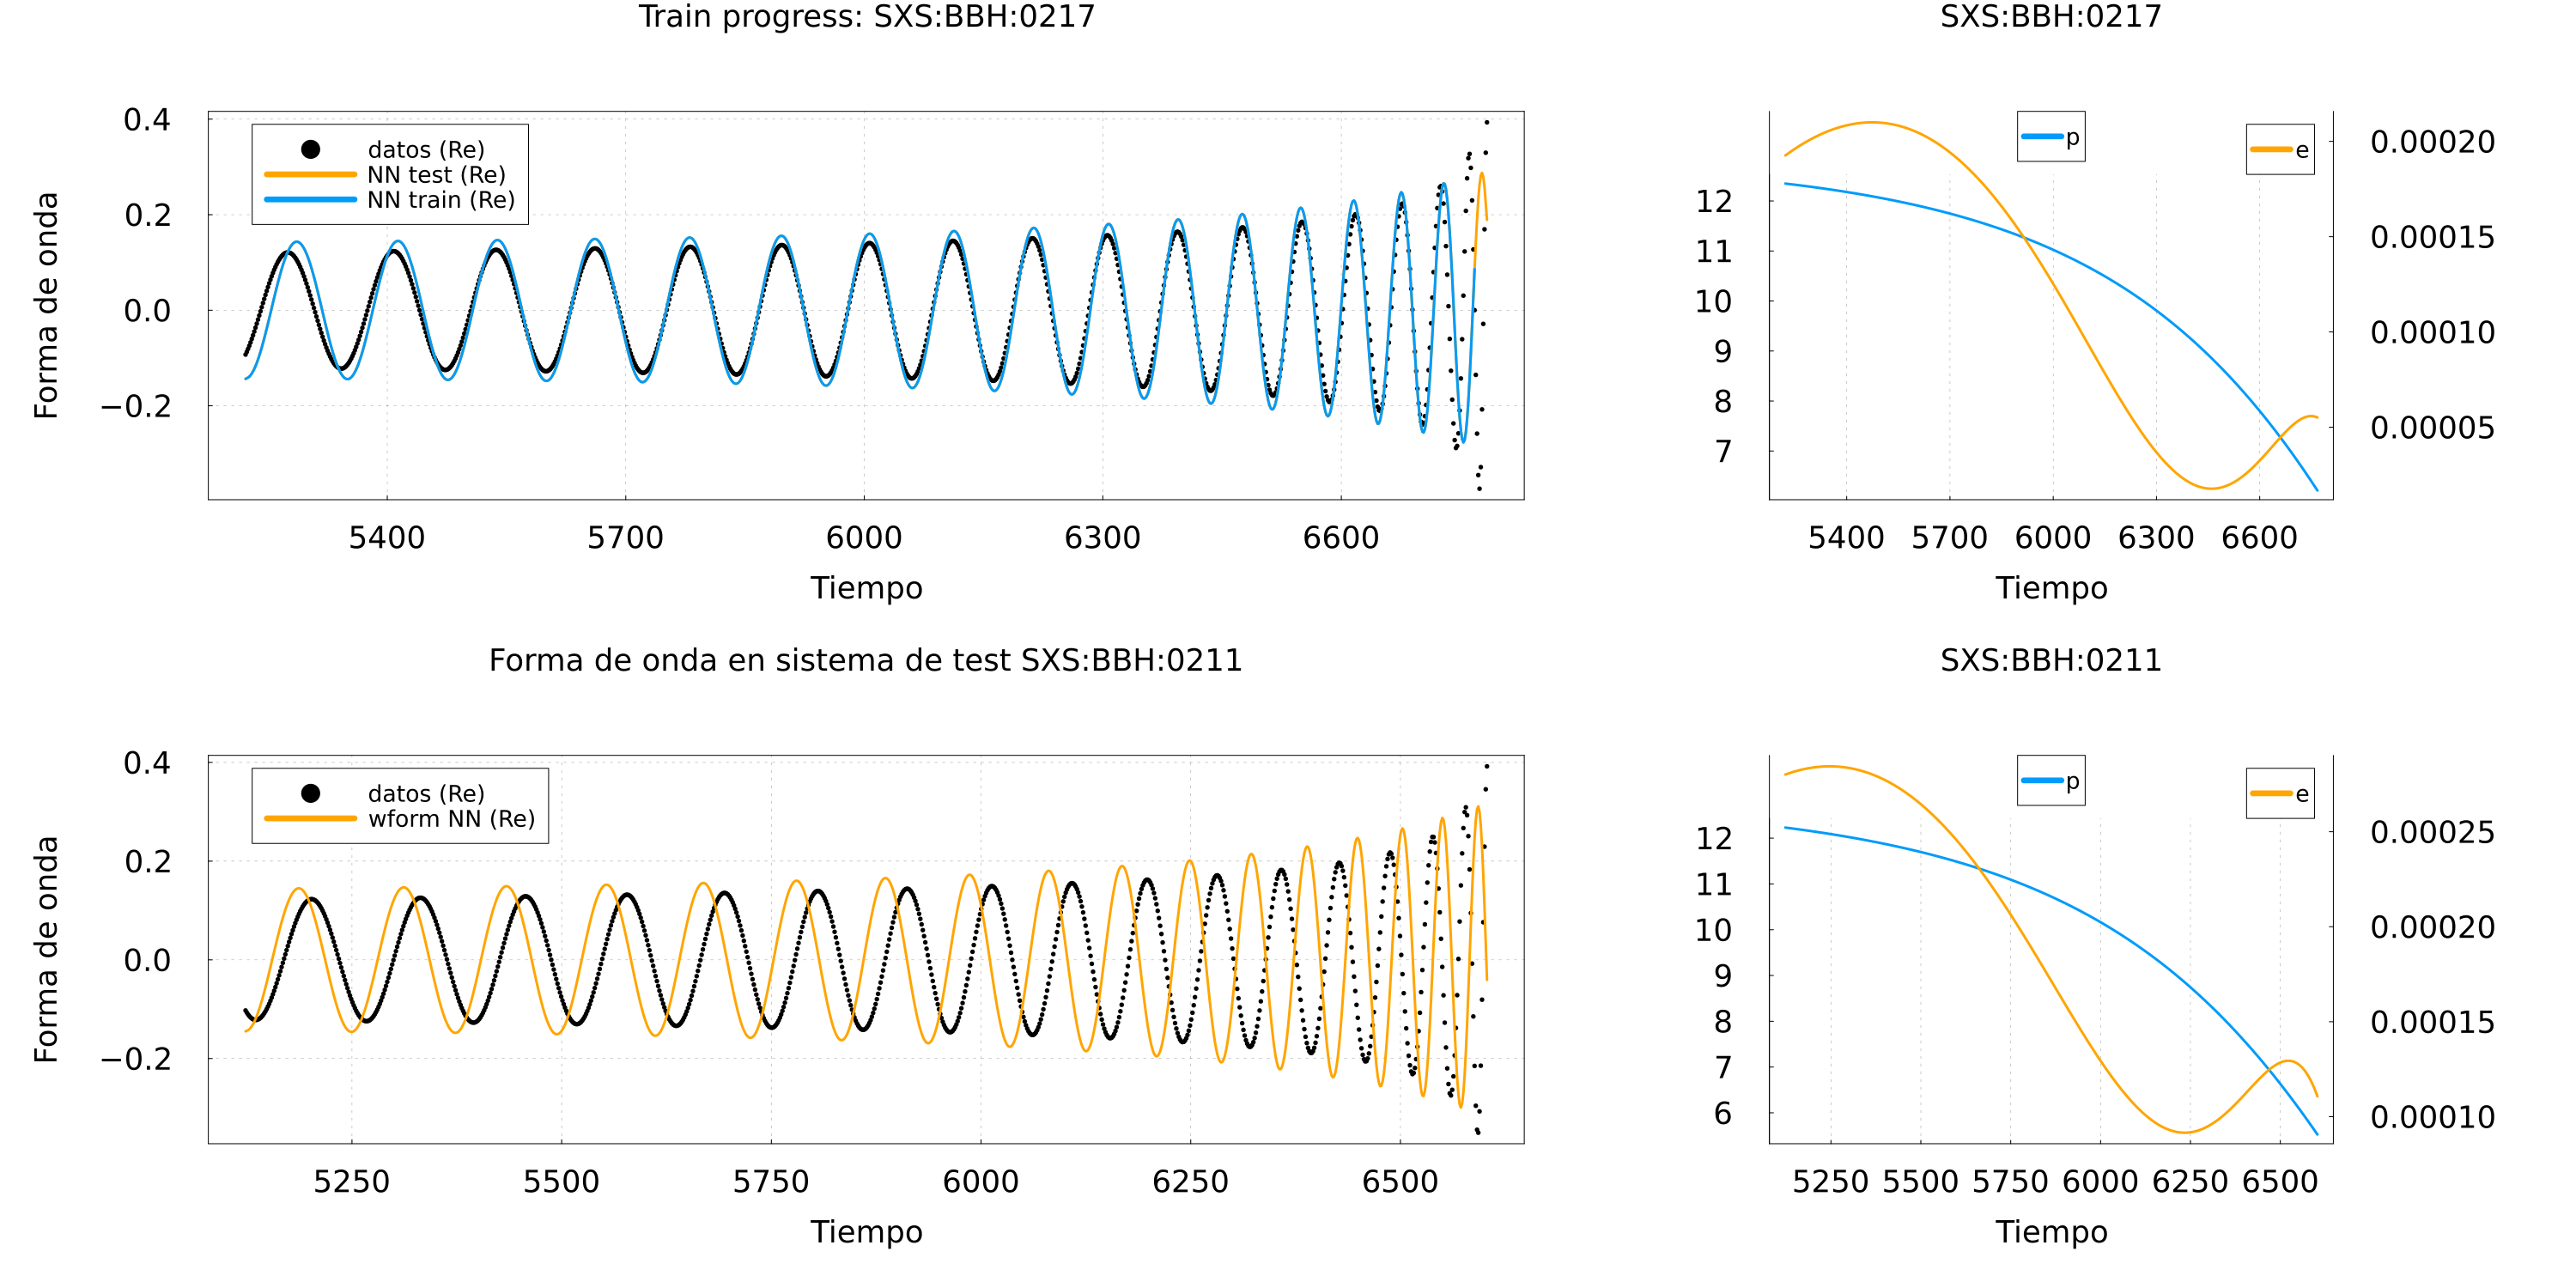 Train progress: SXS:BBH:0217
Forma de onda
0.4
0.2
0.0
−0.2
datos (Re)
NN test (Re)
NN train (Re)
5400 5700 6000 6300 6600
Tiempo
SXS:BBH:0217
12
11
10
9
8
7
p
e
0.00020
0.00015
0.00010
0.00005
5400 5700 6000 6300 6600
Tiempo
Forma de onda en sistema de test SXS:BBH:0211
Forma de onda
0.4
0.2
0.0
−0.2
datos (Re)
wform NN (Re)
5250 5500 5750 6000 6250 6500
Tiempo
SXS:BBH:0211
12
11
10
9
8
7
6
p
e
0.00025
0.00020
0.00015
0.00010
5250 5500 5750 6000 6250 6500
Tiempo